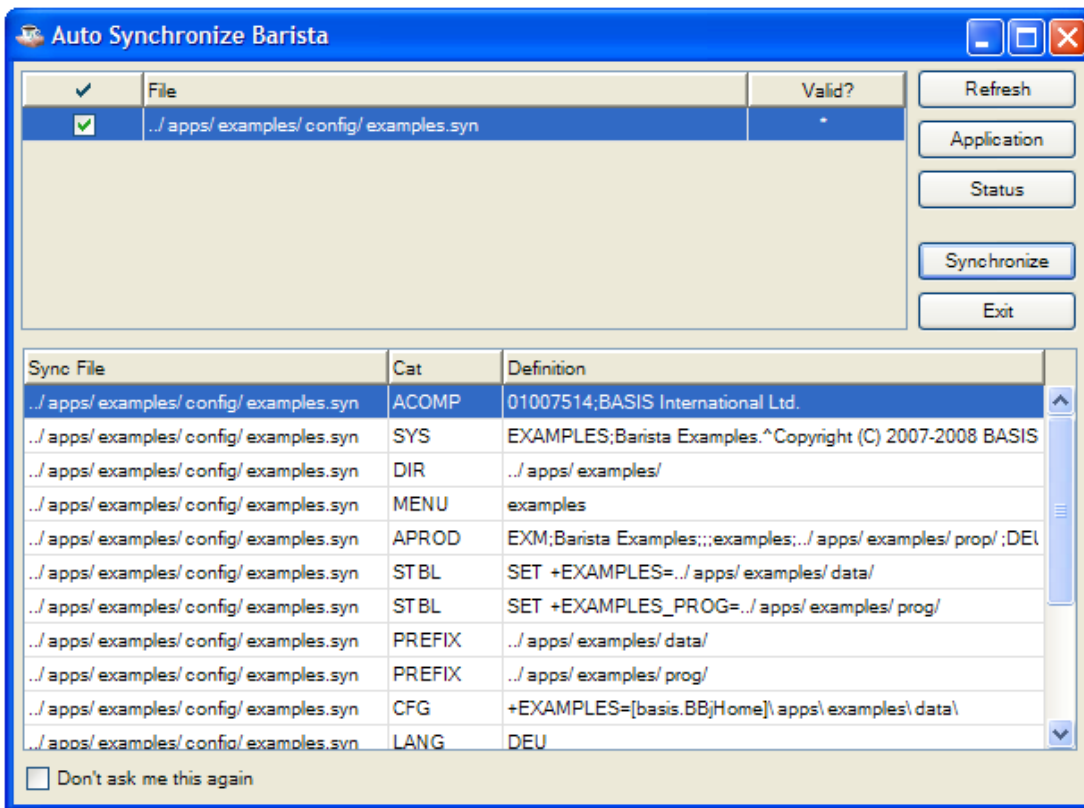 Auto Synchronize Barista
File Valid?
../apps/examples/config/examples.syn *
Refresh
Application
Status
Synchronize
Exit
Sync File Cat Definition
../apps/examples/config/examples.syn ACOMP 01007514;BASIS International Ltd.
../apps/examples/config/examples.syn SYS EXAMPLES;Barista Examples.^Copyright (C) 2007-2008 BASIS
../apps/examples/config/examples.syn DIR ../apps/examples/
../apps/examples/config/examples.syn MENU examples
../apps/examples/config/examples.syn APROD EXM;Barista Examples;;;examples;../apps/examples/prop/;DEU
../apps/examples/config/examples.syn STBL SET +EXAMPLES=../apps/examples/data/
../apps/examples/config/examples.syn STBL SET +EXAMPLES_PROG=../apps/examples/prog/
../apps/examples/config/examples.syn PREFIX ../apps/examples/data/
../apps/examples/config/examples.syn PREFIX ../apps/examples/prog/
../apps/examples/config/examples.syn CFG +EXAMPLES=[basis.BBjHome]\apps\examples\data\
../apps/examples/config/examples.syn LANG DEU
Don't ask me this again